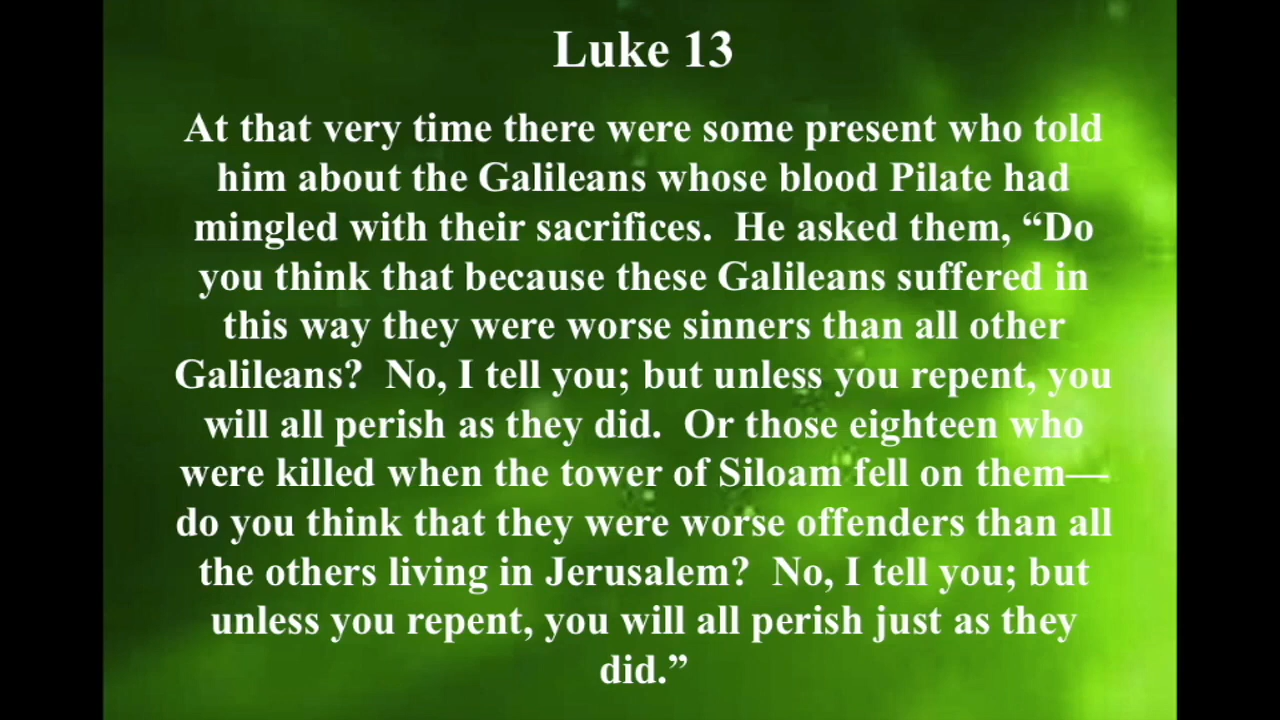 Luke 13
At that very time there were some present who told
him about the Galileans whose blood Pilate had
mingled with their sacrifices.  He asked them, “Do
you think that because these Galileans suffered in
this way they were worse sinners than all other
Galileans?  No, I tell you; but unless you repent, you
will all perish as they did.  Or those eighteen who
were killed when the tower of Siloam fell on them—
do you think that they were worse offenders than all
the others living in Jerusalem?  No, I tell you; but
unless you repent, you will all perish just as they
did.”